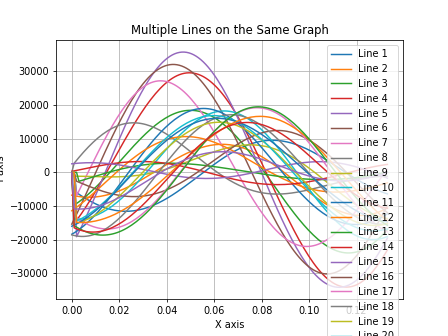 Multiple Lines on the Same Graph
30000
20000
10000
0
−10000
−20000
−30000
0.00
0.02
0.04
0.06
0.08
0.10
X axis
Line 1
Line 2
Line 3
Line 4
Line 5
Line 6
Line 7
Line 8
Line 9
Line 10
Line 11
Line 12
Line 13
Line 14
Line 15
Line 16
Line 17
Line 18
Line 19
Line 20